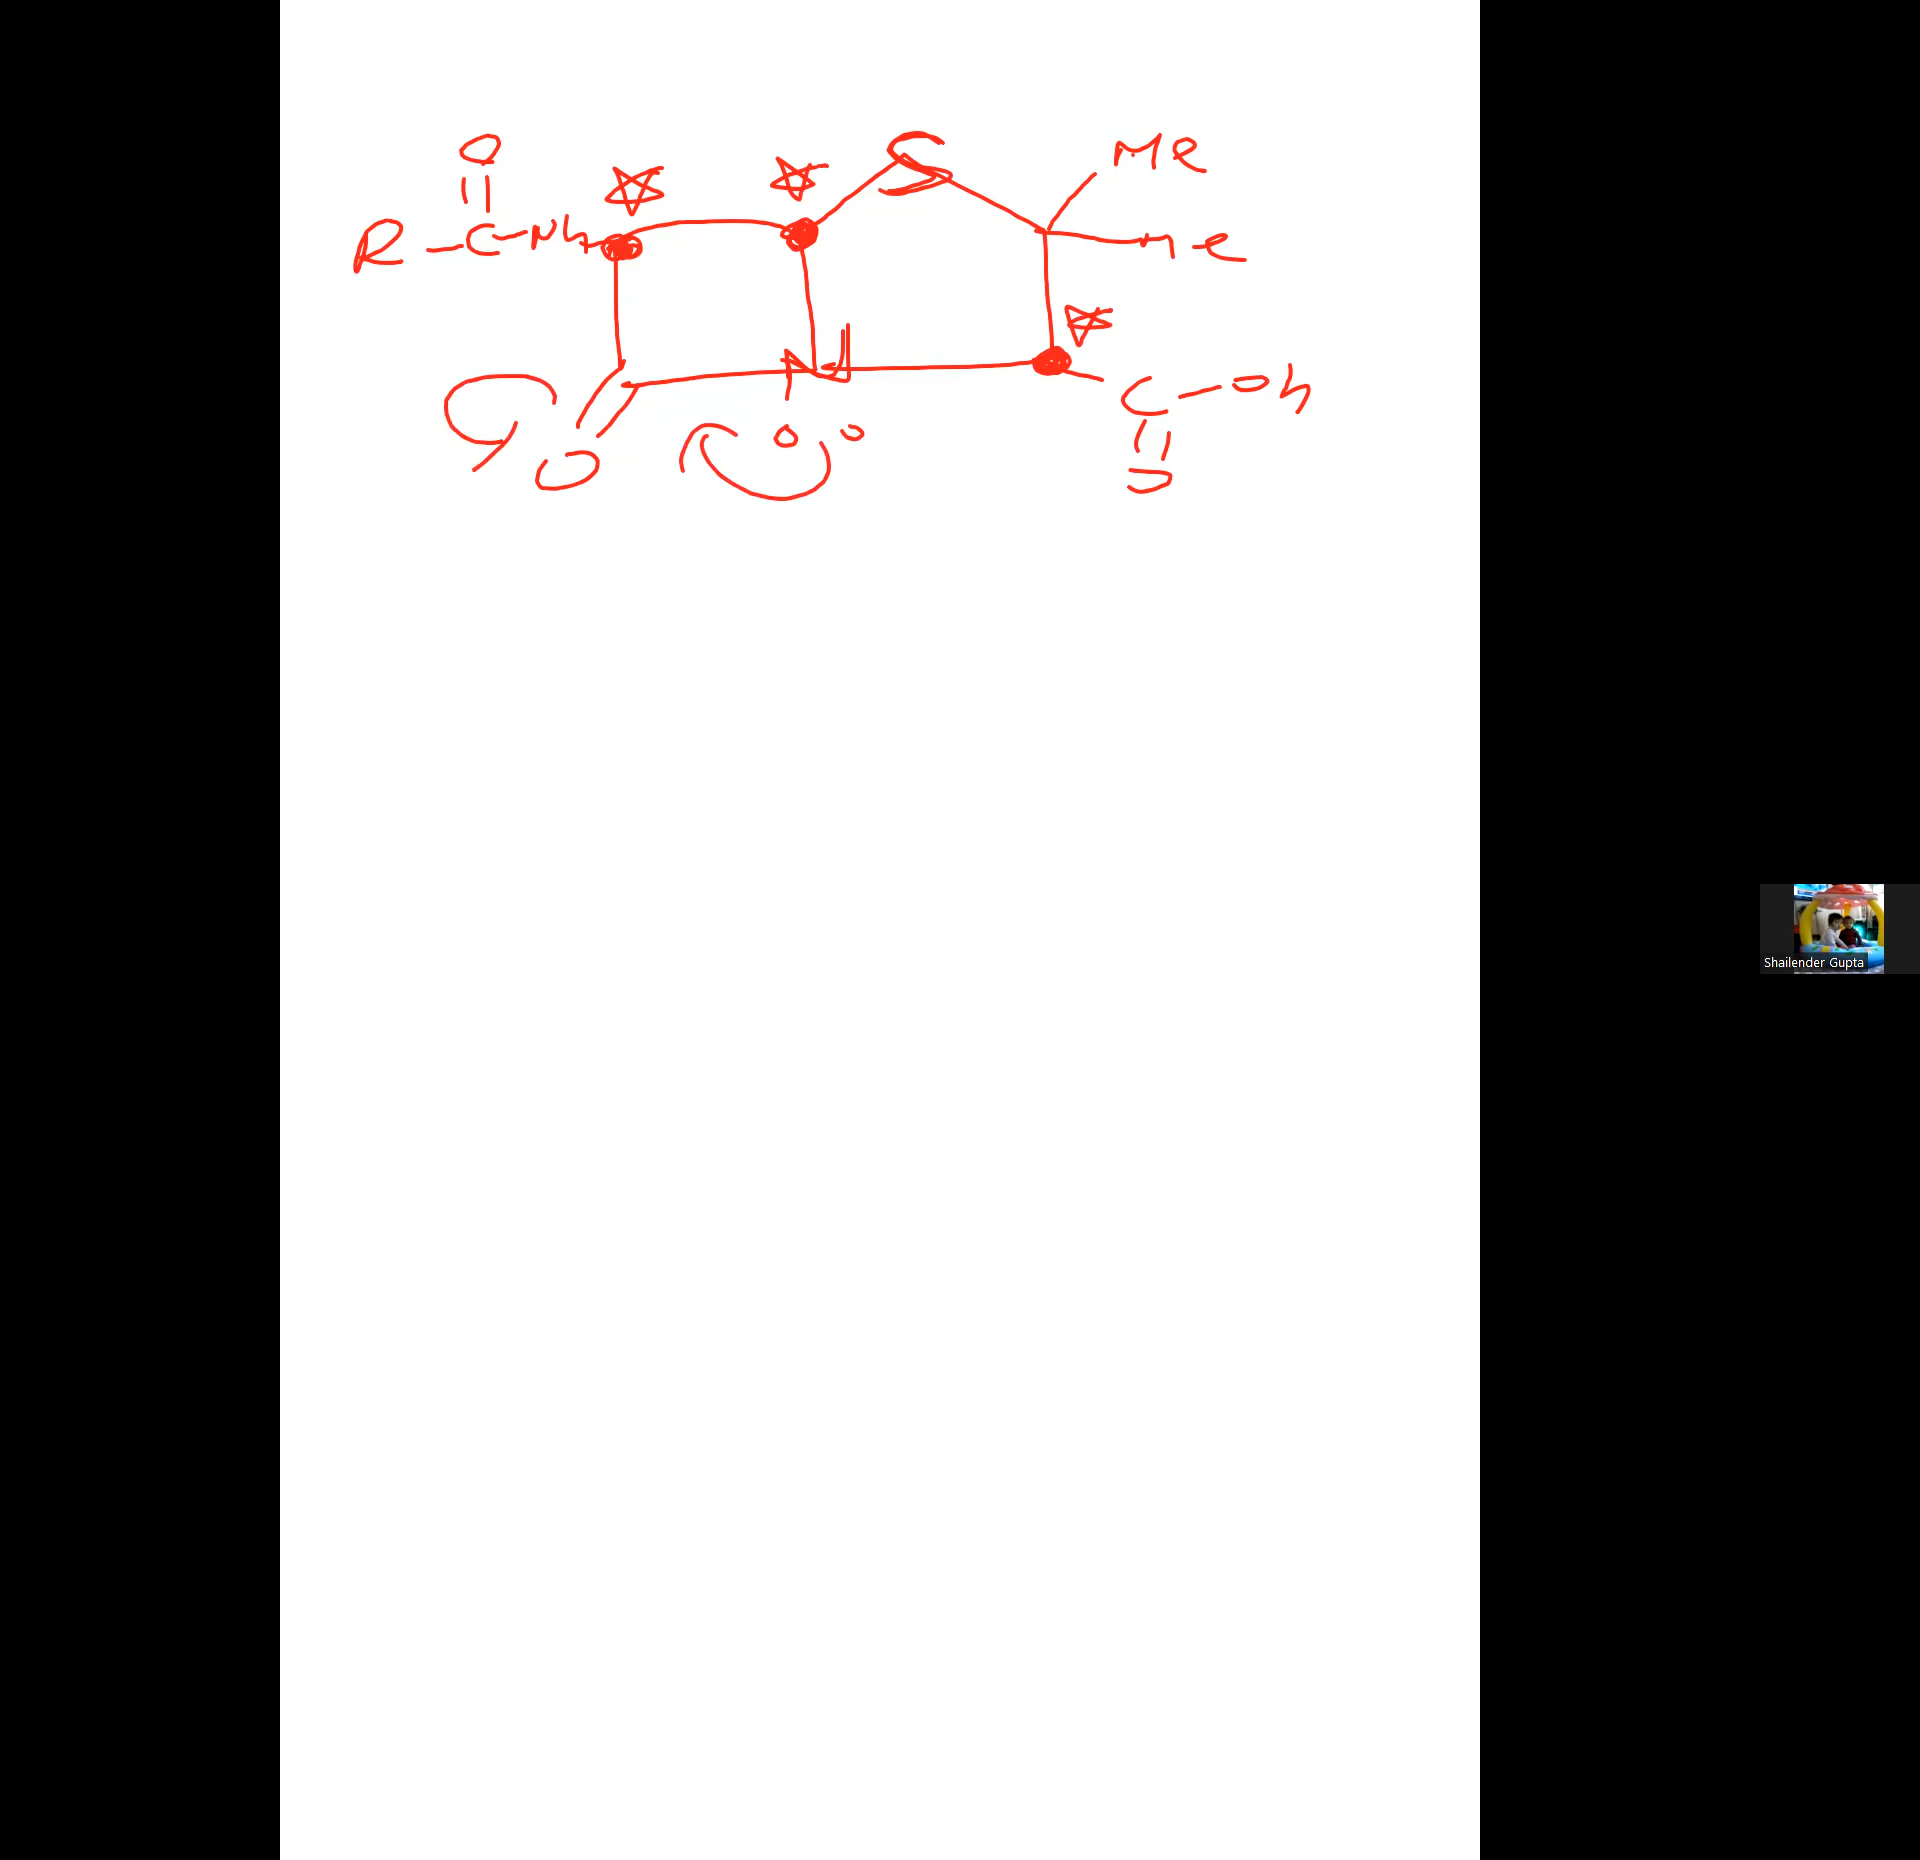 O
S Me
R-C-Nh Me
N
C-Oh
O
O
Shailender Gupta